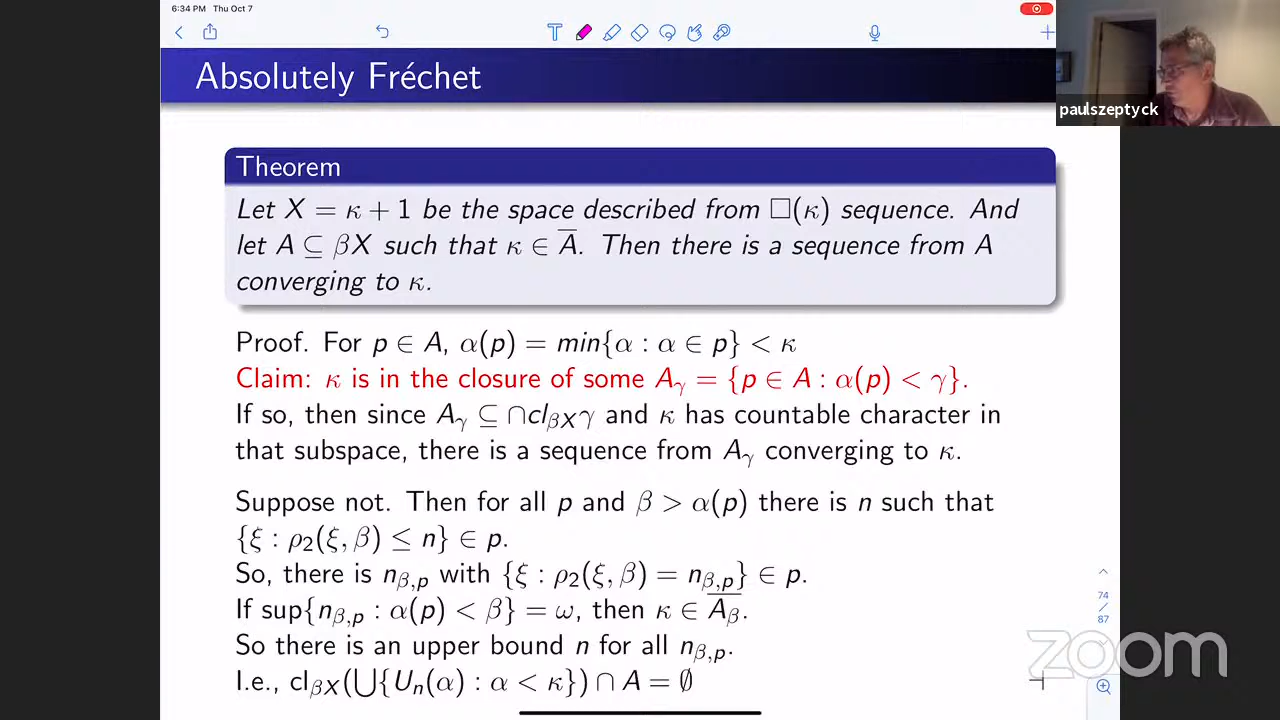 6:34 PM Thu Oct 7
Absolutely Fréchet
Theorem
Let X = κ + 1 be the space described from □(κ) sequence. And
let A ⊆ βX such that κ ∈ A̅. Then there is a sequence from A
converging to κ.
Proof. For p ∈ A, α(p) = min{α : α ∈ p} < κ
Claim: κ is in the closure of some A_γ = {p ∈ A : α(p) < γ}.
If so, then since A_γ ⊆ ∩cl_βX γ and κ has countable character in
that subspace, there is a sequence from A_γ converging to κ.
Suppose not. Then for all p and β > α(p) there is n such that
{ξ : ρ₂(ξ, β) ≤ n} ∈ p.
So, there is n_β,p with {ξ : ρ₂(ξ, β) = n_β,p} ∈ p.
If sup{n_β,p : α(p) < β} = ω, then κ ∈ A̅_β.
So there is an upper bound n for all n_β,p.
I.e., cl_βX(⋃{U_n(α) : α < κ}) ∩ A = ∅
paulszeptyck
74
/
87
zoom